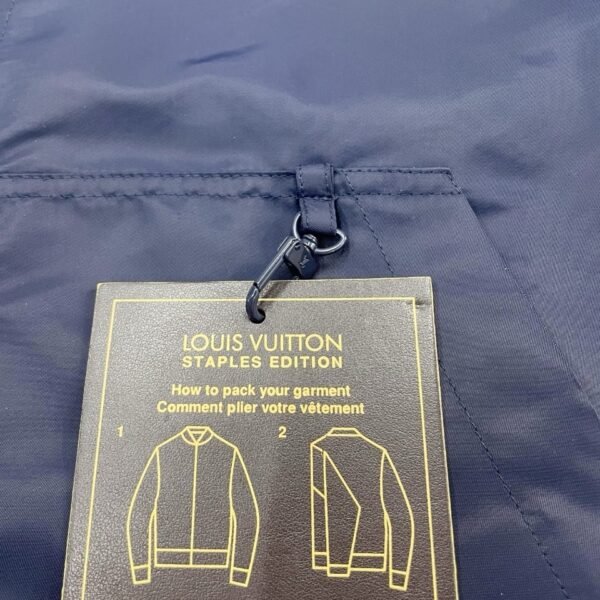 LOUIS VUITTON
STAPLES EDITION
How to pack your garment
Comment plier votre vêtement
1 2